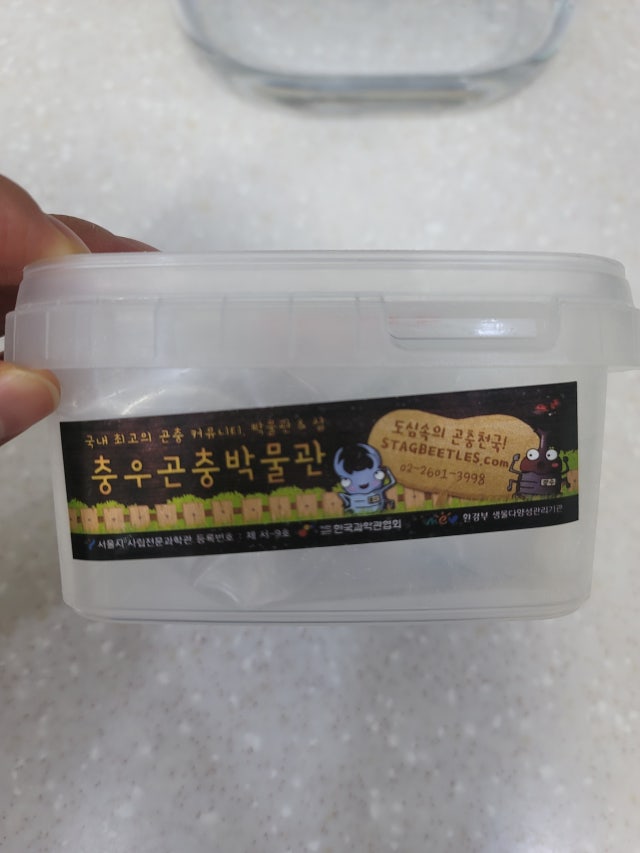 국내 최고의 곤충 커뮤니티, 박물관 & 샵
충우곤충박물관
도심속의 곤충천국!
STAGBEETLES.com
02-2601-3998
서울시 사립전문과학관 등록번호 : 제 서-9호
한국과학관협회
me 환경부 생물다양성관리기관